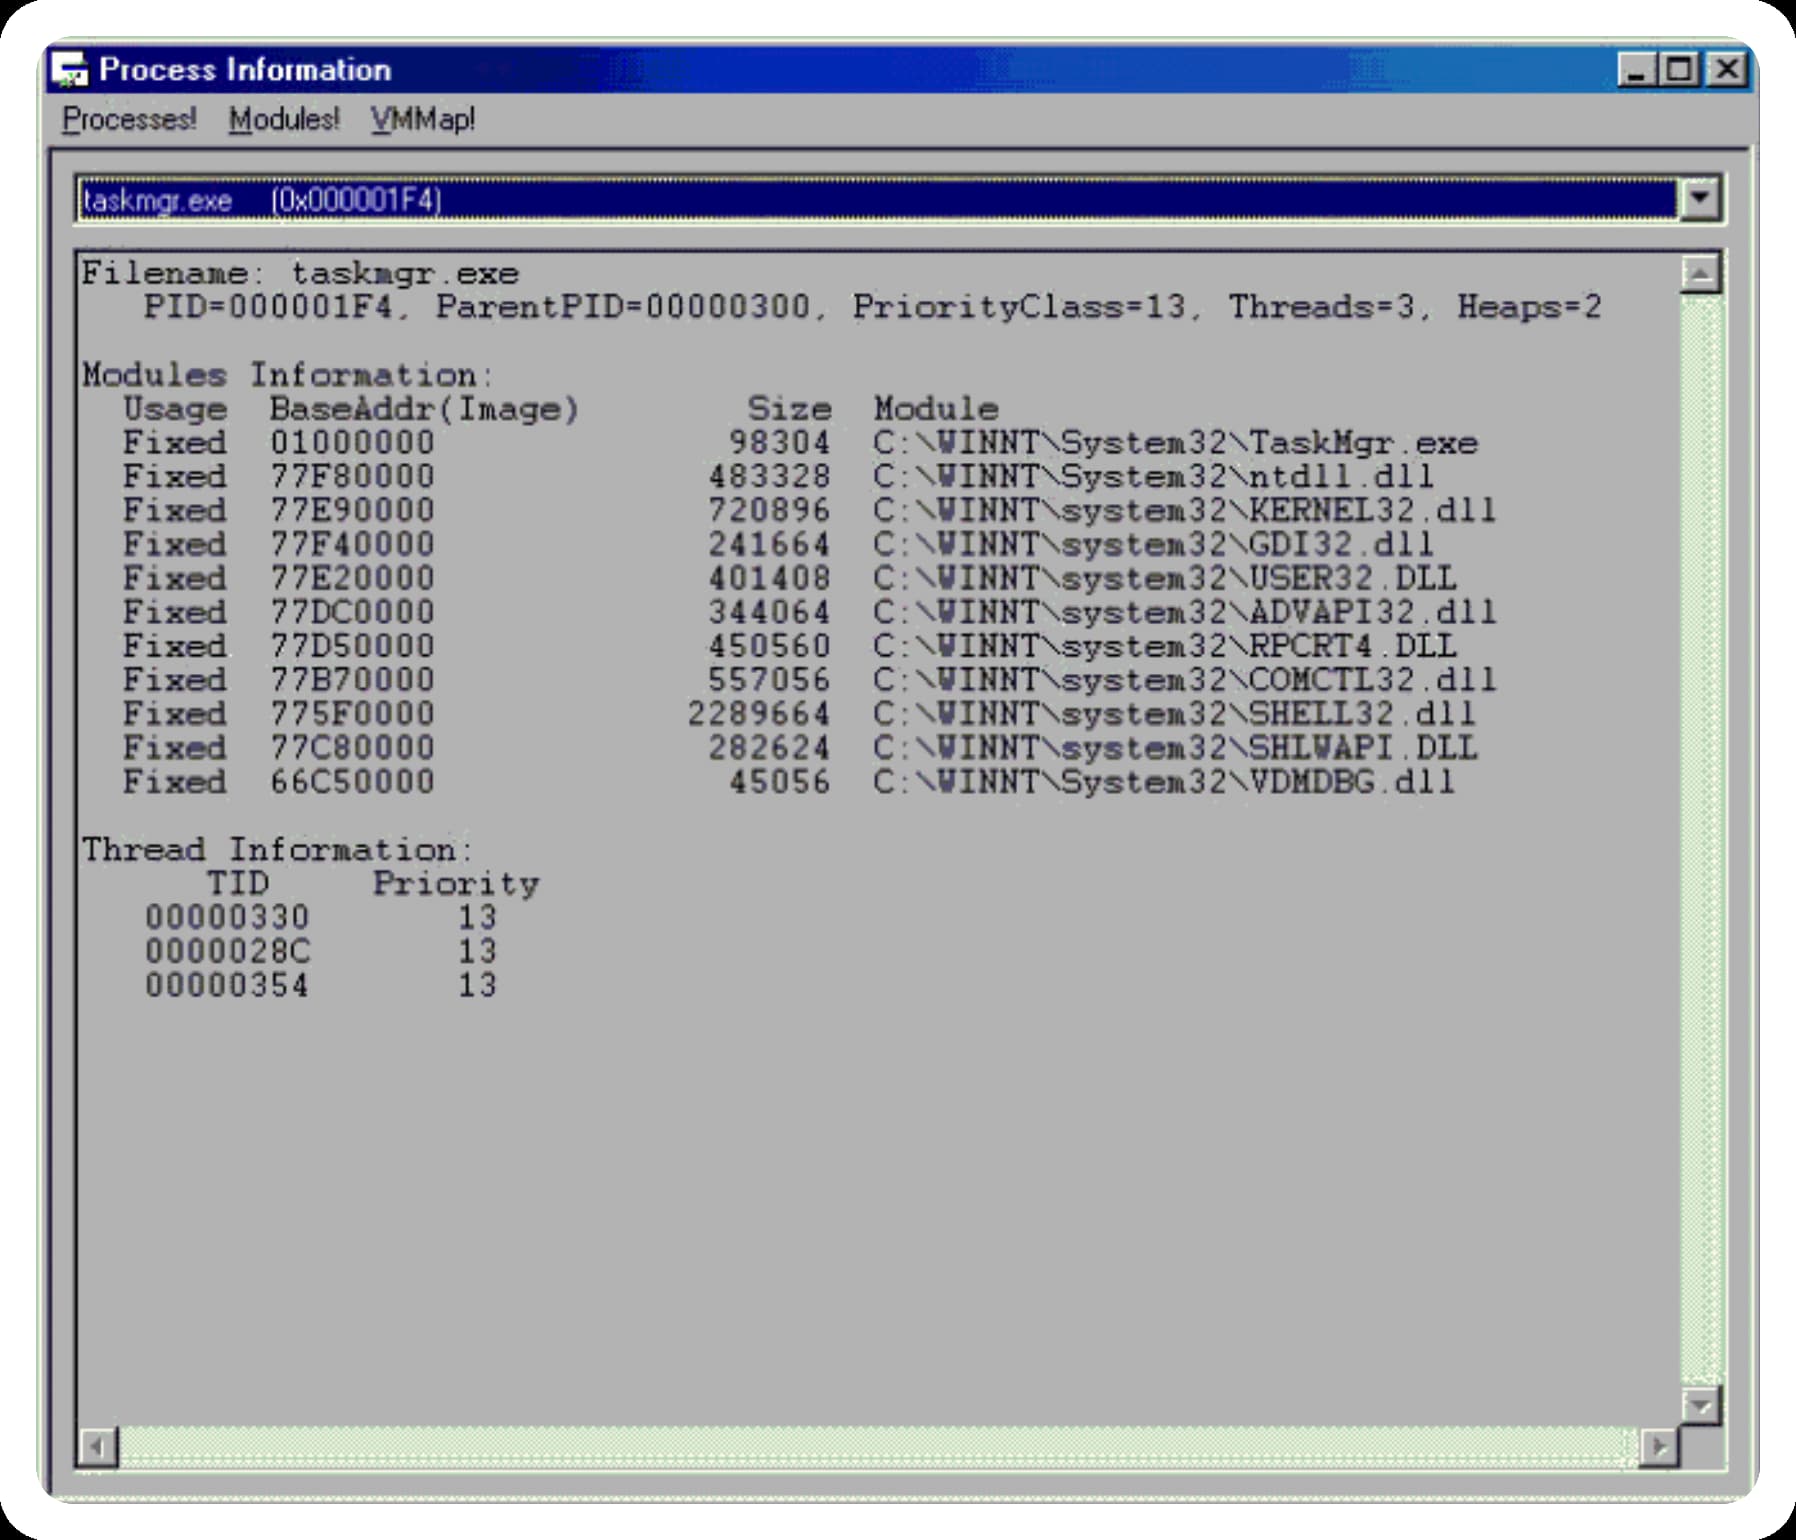 Process Information
Processes! Modules! VMMap!
taskmgr.exe (0x000001F4)
Filename: taskmgr.exe
PID=000001F4, ParentPID=00000300, PriorityClass=13, Threads=3, Heaps=2
Modules Information:
Usage BaseAddr(Image) Size Module
Fixed 01000000 98304 C:\WINNT\System32\TaskMgr.exe
Fixed 77F80000 483328 C:\WINNT\System32\ntdll.dll
Fixed 77E90000 720896 C:\WINNT\system32\KERNEL32.dll
Fixed 77F40000 241664 C:\WINNT\system32\GDI32.dll
Fixed 77E20000 401408 C:\WINNT\system32\USER32.DLL
Fixed 77DC0000 344064 C:\WINNT\system32\ADVAPI32.dll
Fixed 77D50000 450560 C:\WINNT\system32\RPCRT4.DLL
Fixed 77B70000 557056 C:\WINNT\system32\COMCTL32.dll
Fixed 775F0000 2289664 C:\WINNT\system32\SHELL32.dll
Fixed 77C80000 282624 C:\WINNT\system32\SHLWAPI.DLL
Fixed 66C50000 45056 C:\WINNT\System32\VDMDBG.dll
Thread Information:
TID Priority
00000330 13
0000028C 13
00000354 13